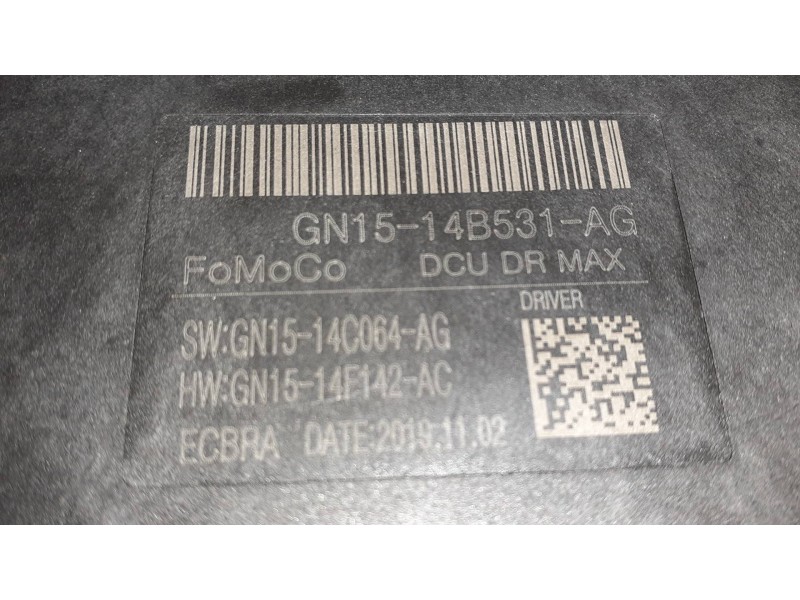 GN15-14B531-AG
FoMoCo DCU DR MAX
DRIVER
SW:GN15-14C064-AG
HW:GN15-14F142-AC
ECBRA DATE:2019.11.02